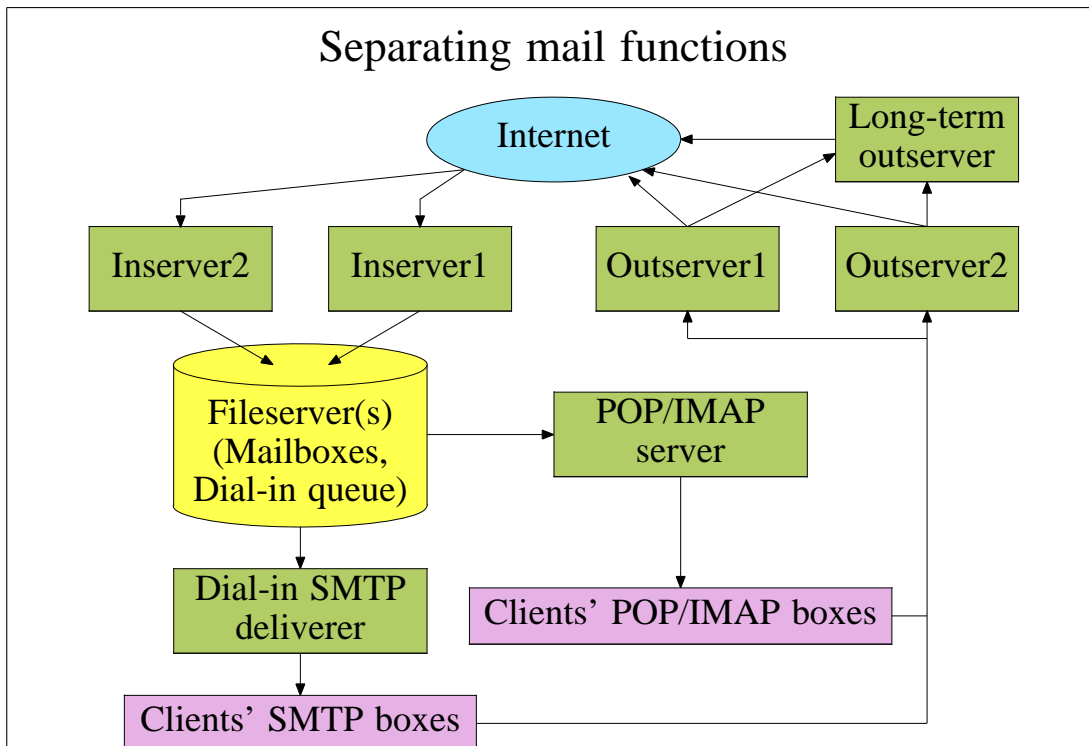 Separating mail functions
Internet
Long-term
outserver
Inserver2
Inserver1
Outserver1
Outserver2
Fileserver(s)
(Mailboxes,
Dial-in queue)
POP/IMAP
server
Dial-in SMTP
deliverer
Clients’ POP/IMAP boxes
Clients’ SMTP boxes